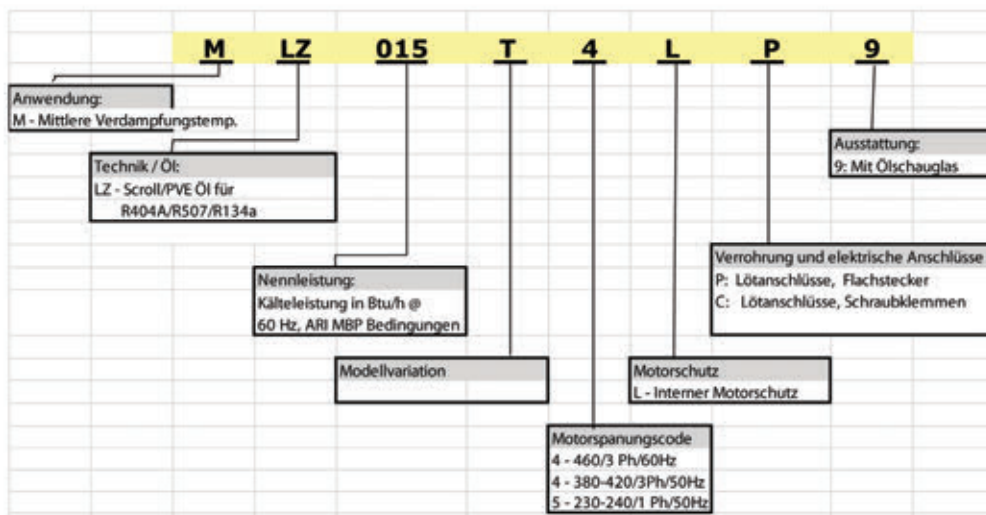 M LZ 015 T 4 L P 9
Anwendung:
M - Mittlere Verdampfungstemp.
Technik / Öl:
LZ - Scroll/PVE Öl für
R404A/R507/R134a
Nennleistung:
Kälteleistung in Btu/h @
60 Hz, ARI MBP Bedingungen
Modellvariation
Motorspanungscode
4 - 460/3 Ph/60Hz
4 - 380-420/3Ph/50Hz
5 - 230-240/1 Ph/50Hz
Motorschutz
L - Interner Motorschutz
Verrohrung und elektrische Anschlüsse
P: Lötanschlüsse, Flachstecker
C: Lötanschlüsse, Schraubklemmen
Ausstattung:
9: Mit Ölschauglas